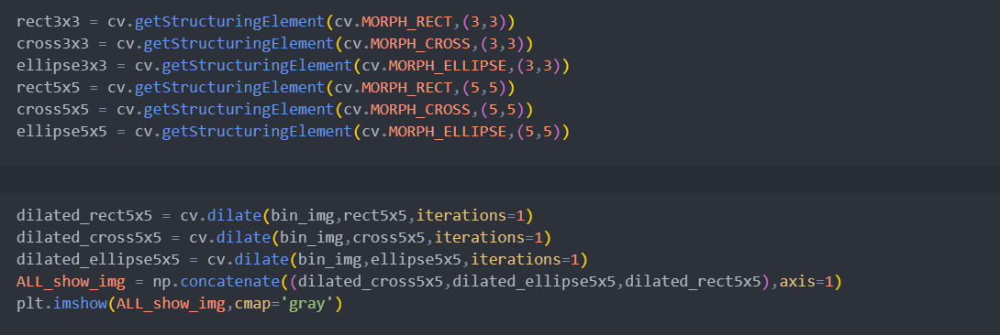 rect3x3 = cv.getStructuringElement(cv.MORPH_RECT,(3,3))
cross3x3 = cv.getStructuringElement(cv.MORPH_CROSS,(3,3))
ellipse3x3 = cv.getStructuringElement(cv.MORPH_ELLIPSE,(3,3))
rect5x5 = cv.getStructuringElement(cv.MORPH_RECT,(5,5))
cross5x5 = cv.getStructuringElement(cv.MORPH_CROSS,(5,5))
ellipse5x5 = cv.getStructuringElement(cv.MORPH_ELLIPSE,(5,5))
dilated_rect5x5 = cv.dilate(bin_img,rect5x5,iterations=1)
dilated_cross5x5 = cv.dilate(bin_img,cross5x5,iterations=1)
dilated_ellipse5x5 = cv.dilate(bin_img,ellipse5x5,iterations=1)
ALL_show_img = np.concatenate((dilated_cross5x5,dilated_ellipse5x5,dilated_rect5x5),axis=1)
plt.imshow(ALL_show_img,cmap='gray')